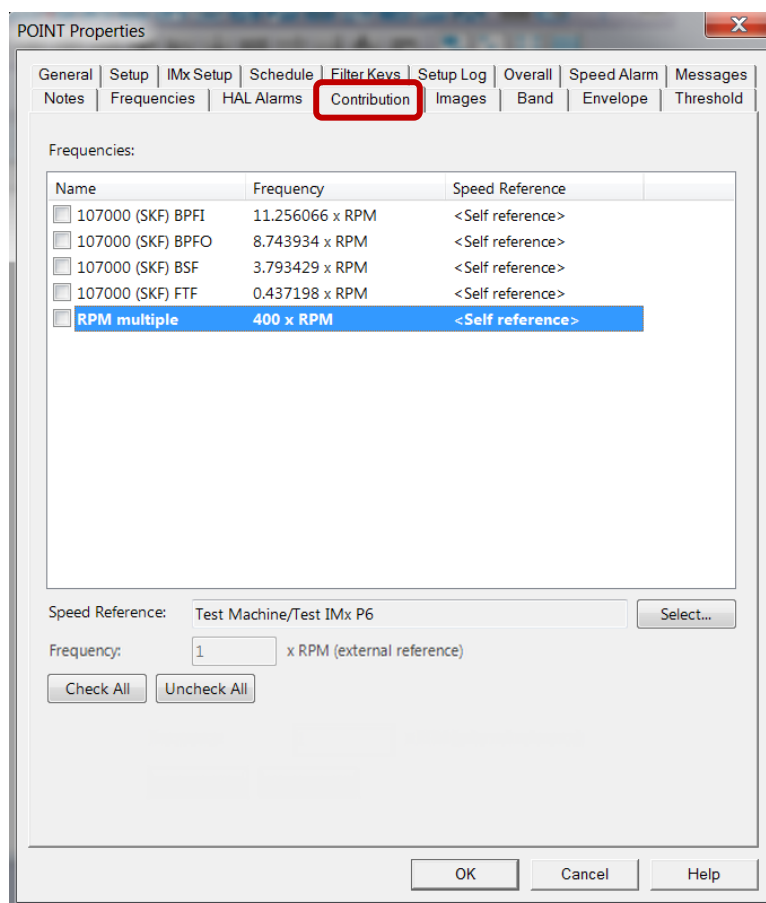 POINT Properties
X
General Setup IMx Setup Schedule Filter Keys Setup Log Overall Speed Alarm Messages
Notes Frequencies HAL Alarms Contribution Images Band Envelope Threshold
Frequencies:
Name Frequency Speed Reference
107000 (SKF) BPFI 11.256066 x RPM <Self reference>
107000 (SKF) BPFO 8.743934 x RPM <Self reference>
107000 (SKF) BSF 3.793429 x RPM <Self reference>
107000 (SKF) FTF 0.437198 x RPM <Self reference>
RPM multiple 400 x RPM <Self reference>
Speed Reference: Test Machine/Test IMx P6 Select...
Frequency: 1 x RPM (external reference)
Check All Uncheck All
OK Cancel Help